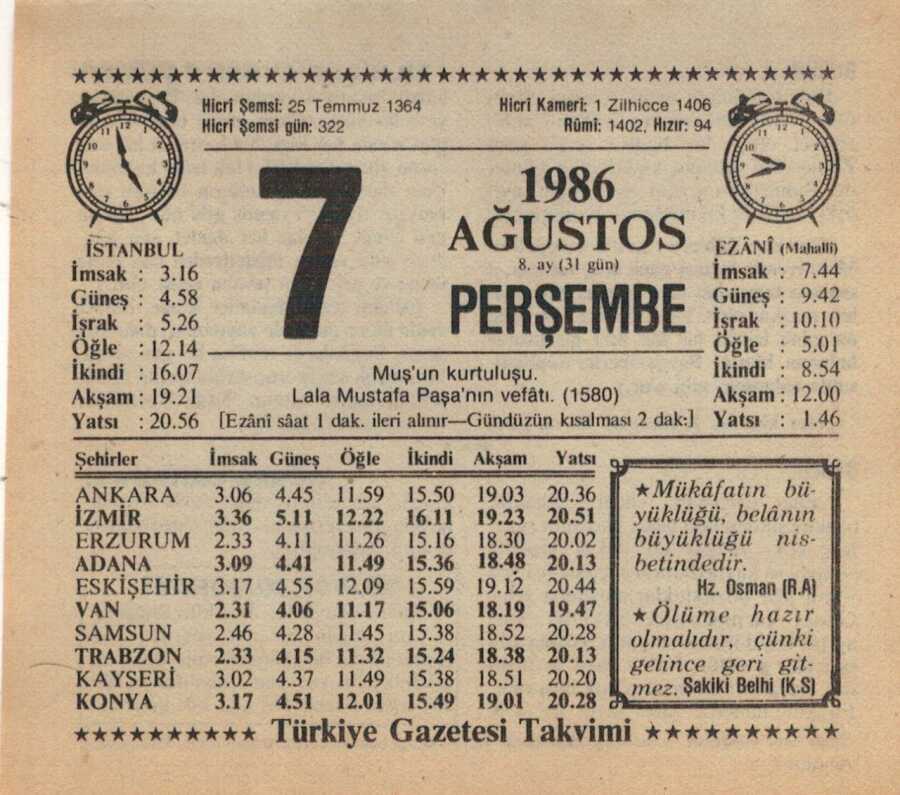 Hicrî Şemsî: 25 Temmuz 1364
Hicrî Şemsî gün: 322
Hicrî Kamerî: 1 Zilhicce 1406
Rûmî: 1402, Hızır: 94
7
1986
AĞUSTOS
8. ay (31 gün)
PERŞEMBE
İSTANBUL
İmsak : 3.16
Güneş : 4.58
İşrak : 5.26
Öğle : 12.14
İkindi : 16.07
Akşam : 19.21
Yatsı : 20.56
EZÂNÎ (Mahallî)
İmsak : 7.44
Güneş : 9.42
İşrak : 10.10
Öğle : 5.01
İkindi : 8.54
Akşam : 12.00
Yatsı : 1.46
Muş'un kurtuluşu.
Lala Mustafa Paşa'nın vefâtı. (1580)
[Ezânî sâat 1 dak. ileri alınır—Gündüzün kısalması 2 dak:]
Şehirler İmsak Güneş Öğle İkindi Akşam Yatsı
ANKARA 3.06 4.45 11.59 15.50 19.03 20.36
İZMİR 3.36 5.11 12.22 16.11 19.23 20.51
ERZURUM 2.33 4.11 11.26 15.16 18.30 20.02
ADANA 3.09 4.41 11.49 15.36 18.48 20.13
ESKİŞEHİR 3.17 4.55 12.09 15.59 19.12 20.44
VAN 2.31 4.06 11.17 15.06 18.19 19.47
SAMSUN 2.46 4.28 11.45 15.38 18.52 20.28
TRABZON 2.33 4.15 11.32 15.24 18.38 20.13
KAYSERİ 3.02 4.37 11.49 15.38 18.51 20.20
KONYA 3.17 4.51 12.01 15.49 19.01 20.28
★Mükâfatın bü-
yüklüğü, belânın
büyüklüğü nis-
betindedir.
Hz. Osman (R.A)
★Ölüme hazır
olmalıdır, çünki
gelince geri git-
mez. Şakiki Belhi (K.S)
Türkiye Gazetesi Takvimi